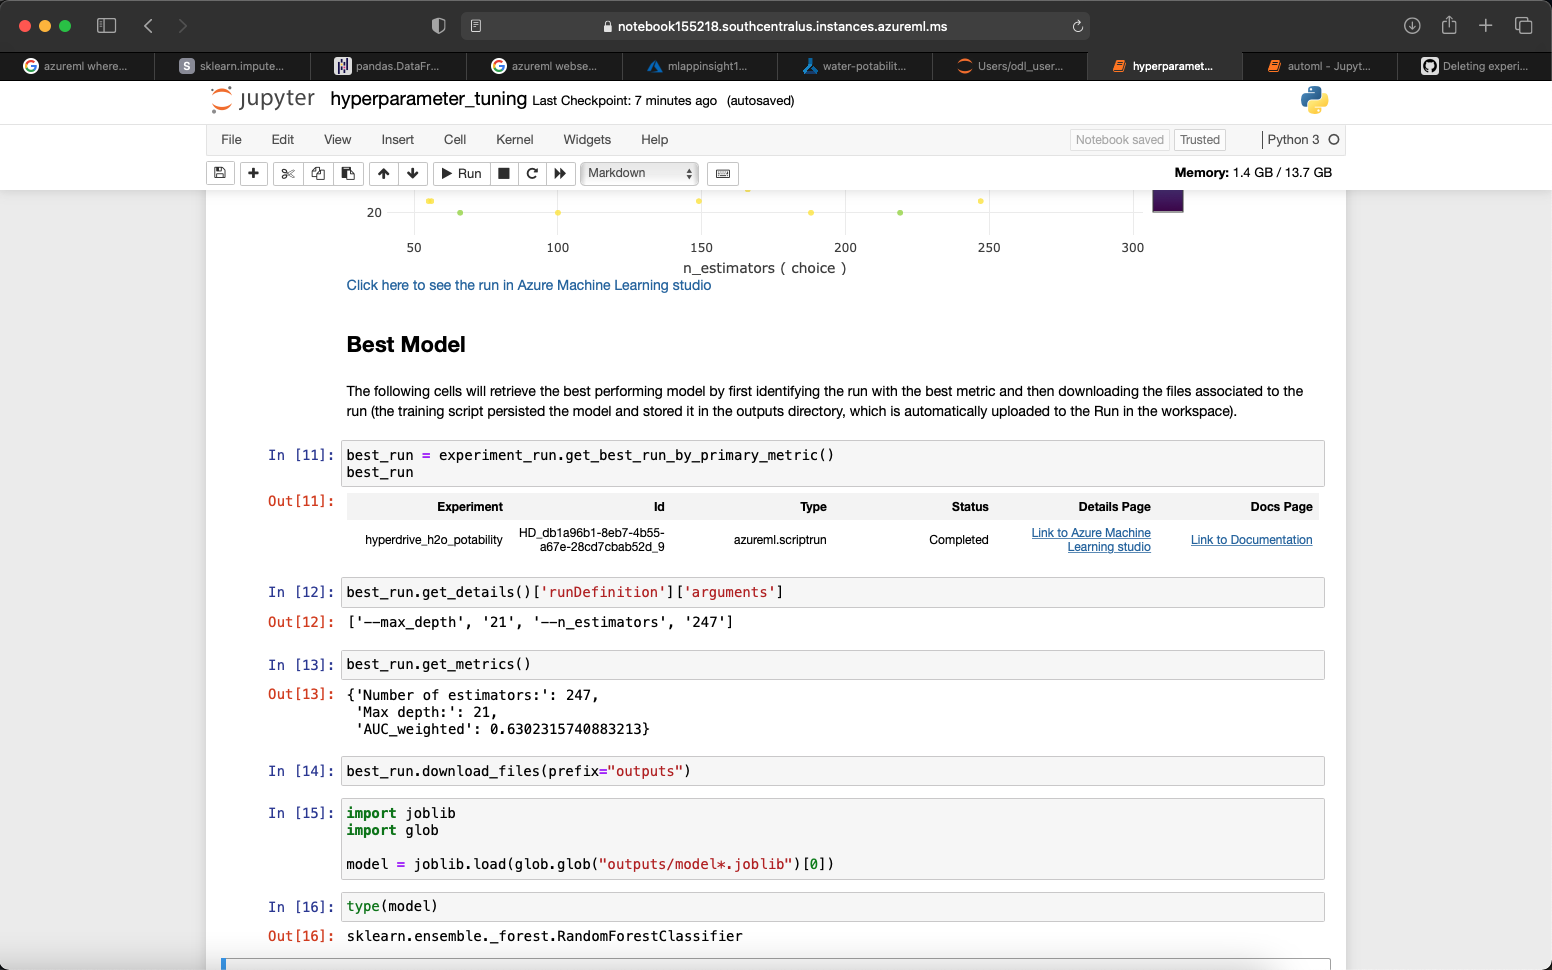 notebook155218.southcentralus.instances.azureml.ms
azureml where...
S sklearn.impute...
pandas.DataFr...
azureml webse...
mlappinsight1...
water-potabilit...
Users/odl_user...
hyperparamet...
automl - Jupyt...
Deleting experi...
jupyter hyperparameter_tuning Last Checkpoint: 7 minutes ago (autosaved)
File Edit View Insert Cell Kernel Widgets Help Notebook saved Trusted Python 3
Run Markdown Memory: 1.4 GB / 13.7 GB
20
50 100 150 200 250 300
n_estimators ( choice )
Click here to see the run in Azure Machine Learning studio
Best Model
The following cells will retrieve the best performing model by first identifying the run with the best metric and then downloading the files associated to the
run (the training script persisted the model and stored it in the outputs directory, which is automatically uploaded to the Run in the workspace).
In [11]: best_run = experiment_run.get_best_run_by_primary_metric()
best_run
Out[11]: Experiment Id Type Status Details Page Docs Page
hyperdrive_h2o_potability HD_db1a96b1-8eb7-4b55-a67e-28cd7cbab52d_9 azureml.scriptrun Completed Link to Azure Machine Learning studio Link to Documentation
In [12]: best_run.get_details()['runDefinition']['arguments']
Out[12]: ['--max_depth', '21', '--n_estimators', '247']
In [13]: best_run.get_metrics()
Out[13]: {'Number of estimators:': 247,
'Max depth:': 21,
'AUC_weighted': 0.6302315740883213}
In [14]: best_run.download_files(prefix="outputs")
In [15]: import joblib
import glob
model = joblib.load(glob.glob("outputs/model*.joblib")[0])
In [16]: type(model)
Out[16]: sklearn.ensemble._forest.RandomForestClassifier